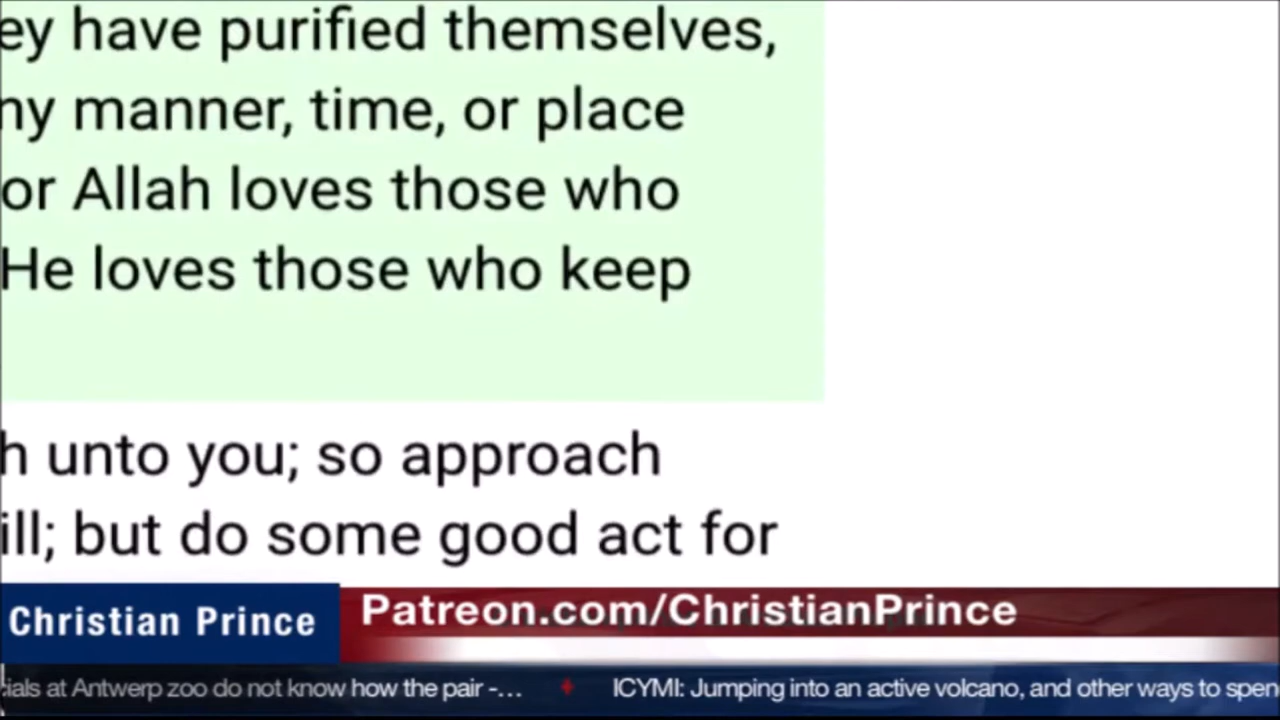 ey have purified themselves,
ny manner, time, or place
or Allah loves those who
He loves those who keep
h unto you; so approach
ill; but do some good act for
Christian Prince
Patreon.com/ChristianPrince
cials at Antwerp zoo do not know how the pair -... ♦ ICYMI: Jumping into an active volcano, and other ways to spen